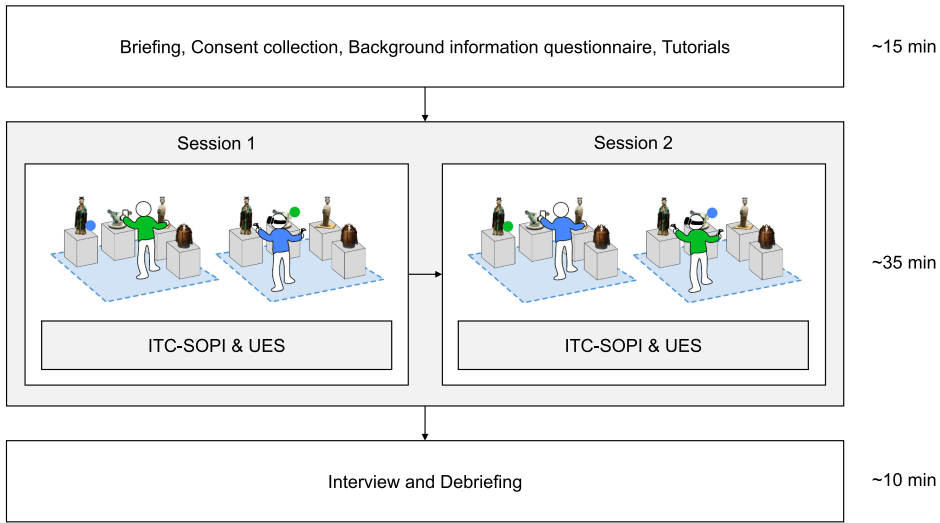 Briefing, Consent collection, Background information questionnaire, Tutorials
~15 min
Session 1
Session 2
~35 min
ITC-SOPI & UES
ITC-SOPI & UES
Interview and Debriefing
~10 min